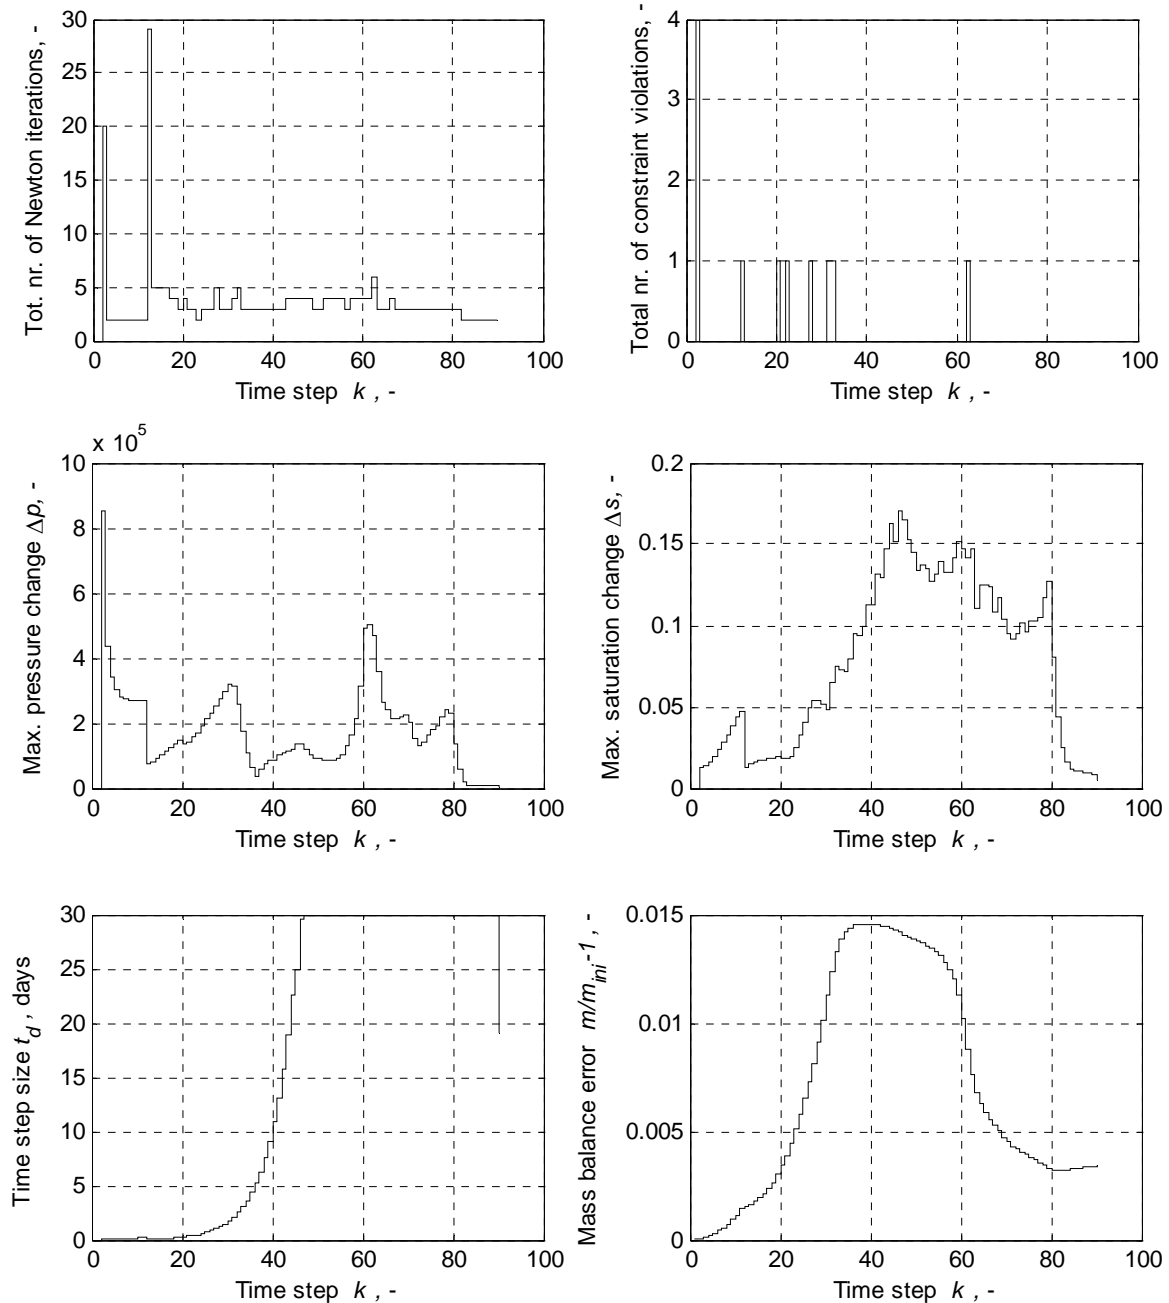 Tot. nr. of Newton iterations, -
30
25
20
15
10
5
0
0 20 40 60 80 100
Time step k , -
Total nr. of constraint violations, -
4
3
2
1
0
0 20 40 60 80 100
Time step k , -
x 10^5
Max. pressure change Δp, -
10
8
6
4
2
0
0 20 40 60 80 100
Time step k , -
Max. saturation change Δs, -
0.2
0.15
0.1
0.05
0
0 20 40 60 80 100
Time step k , -
Time step size t_d , days
30
25
20
15
10
5
0
0 20 40 60 80 100
Time step k , -
Mass balance error m/m_ini-1 , -
0.015
0.01
0.005
0
0 20 40 60 80 100
Time step k , -